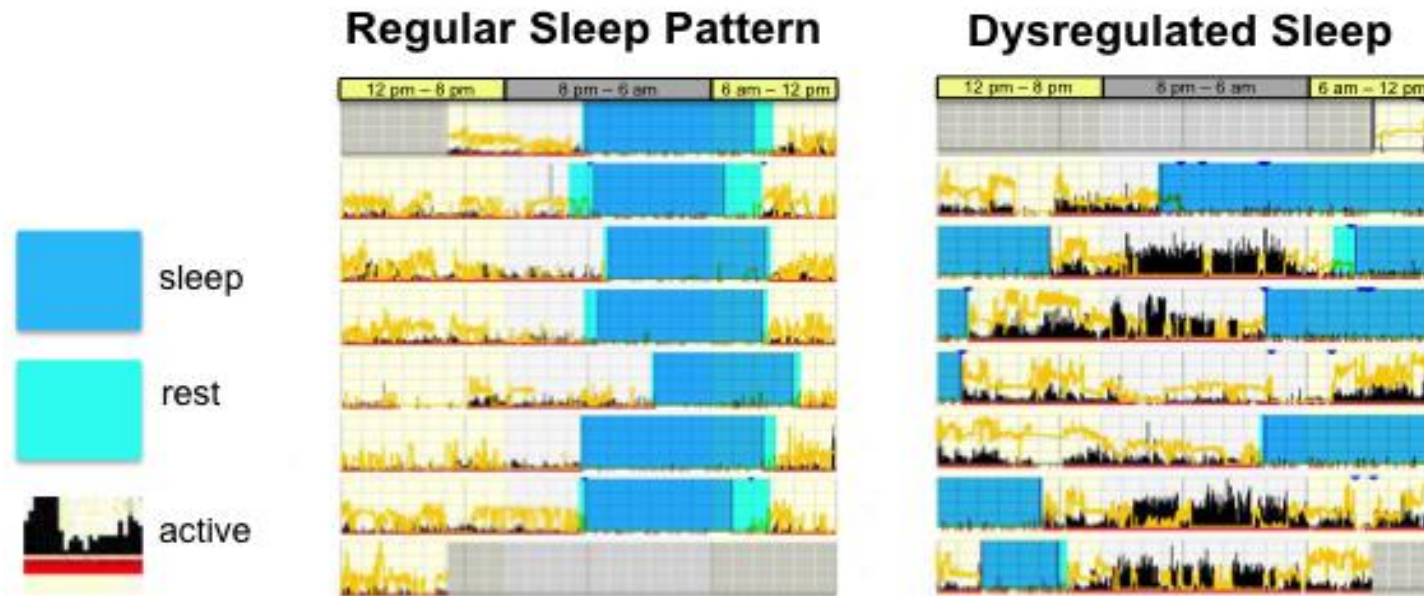 Regular Sleep Pattern
Dysregulated Sleep
12 pm – 8 pm
8 pm – 6 am
6 am – 12 pm
12 pm – 8 pm
8 pm – 6 am
6 am – 12 pm
sleep
rest
active